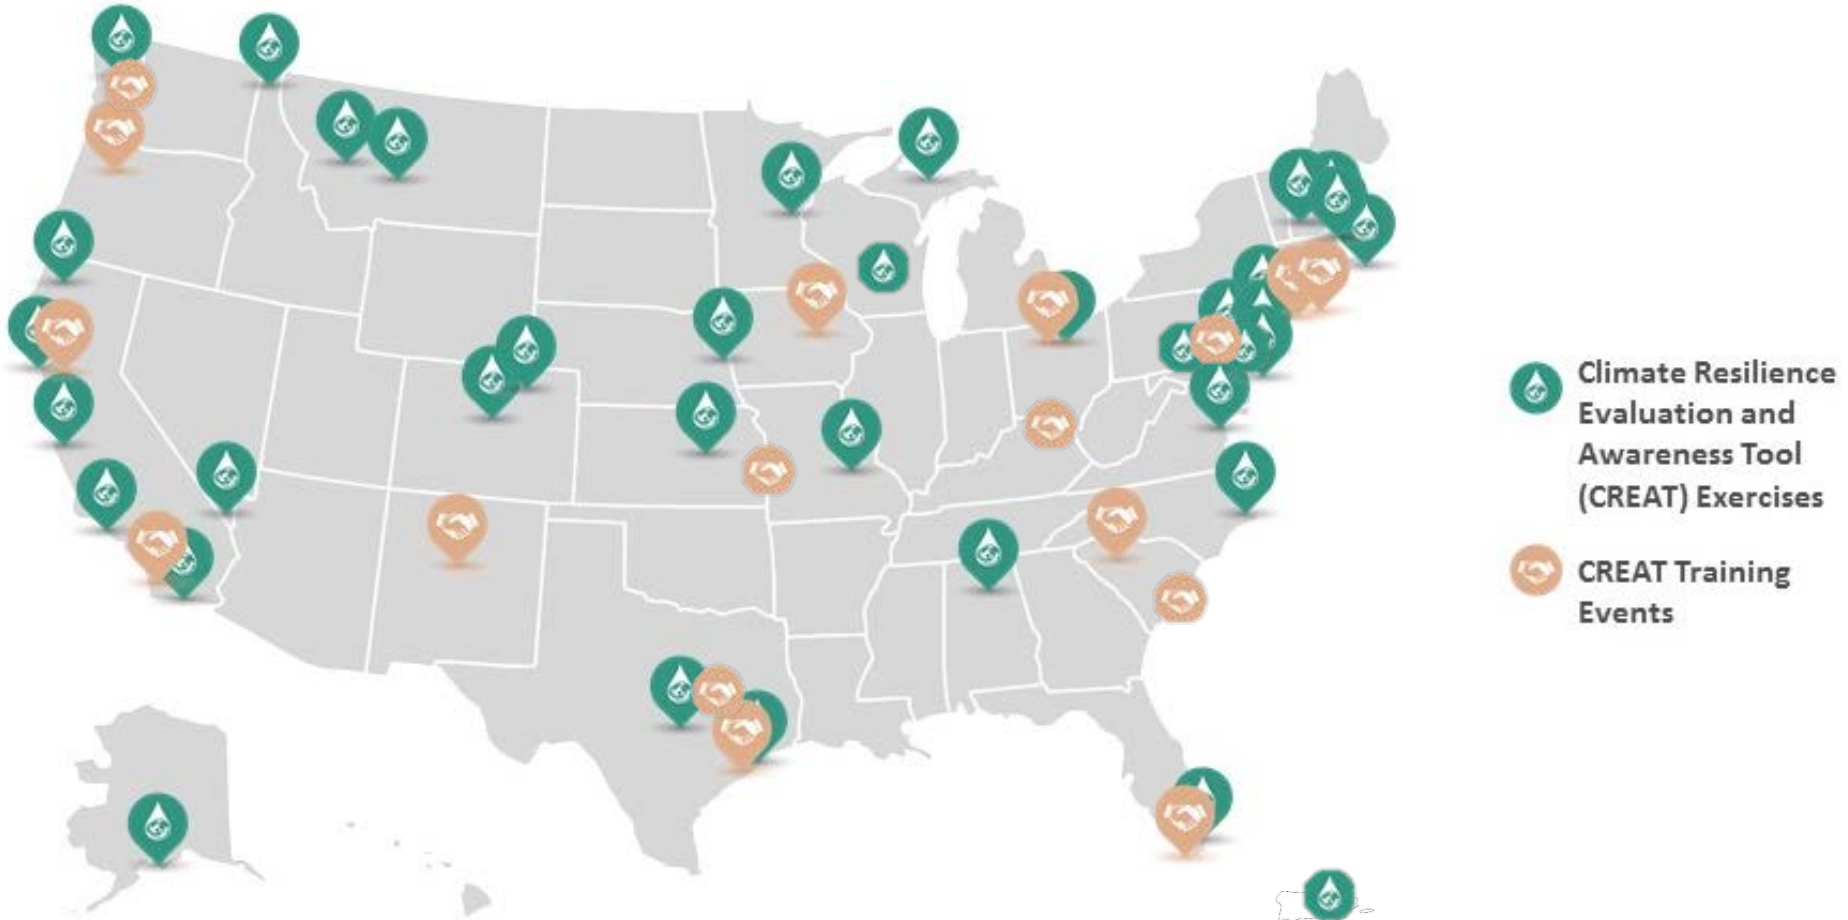 Climate Resilience
Evaluation and
Awareness Tool
(CREAT) Exercises
CREAT Training
Events